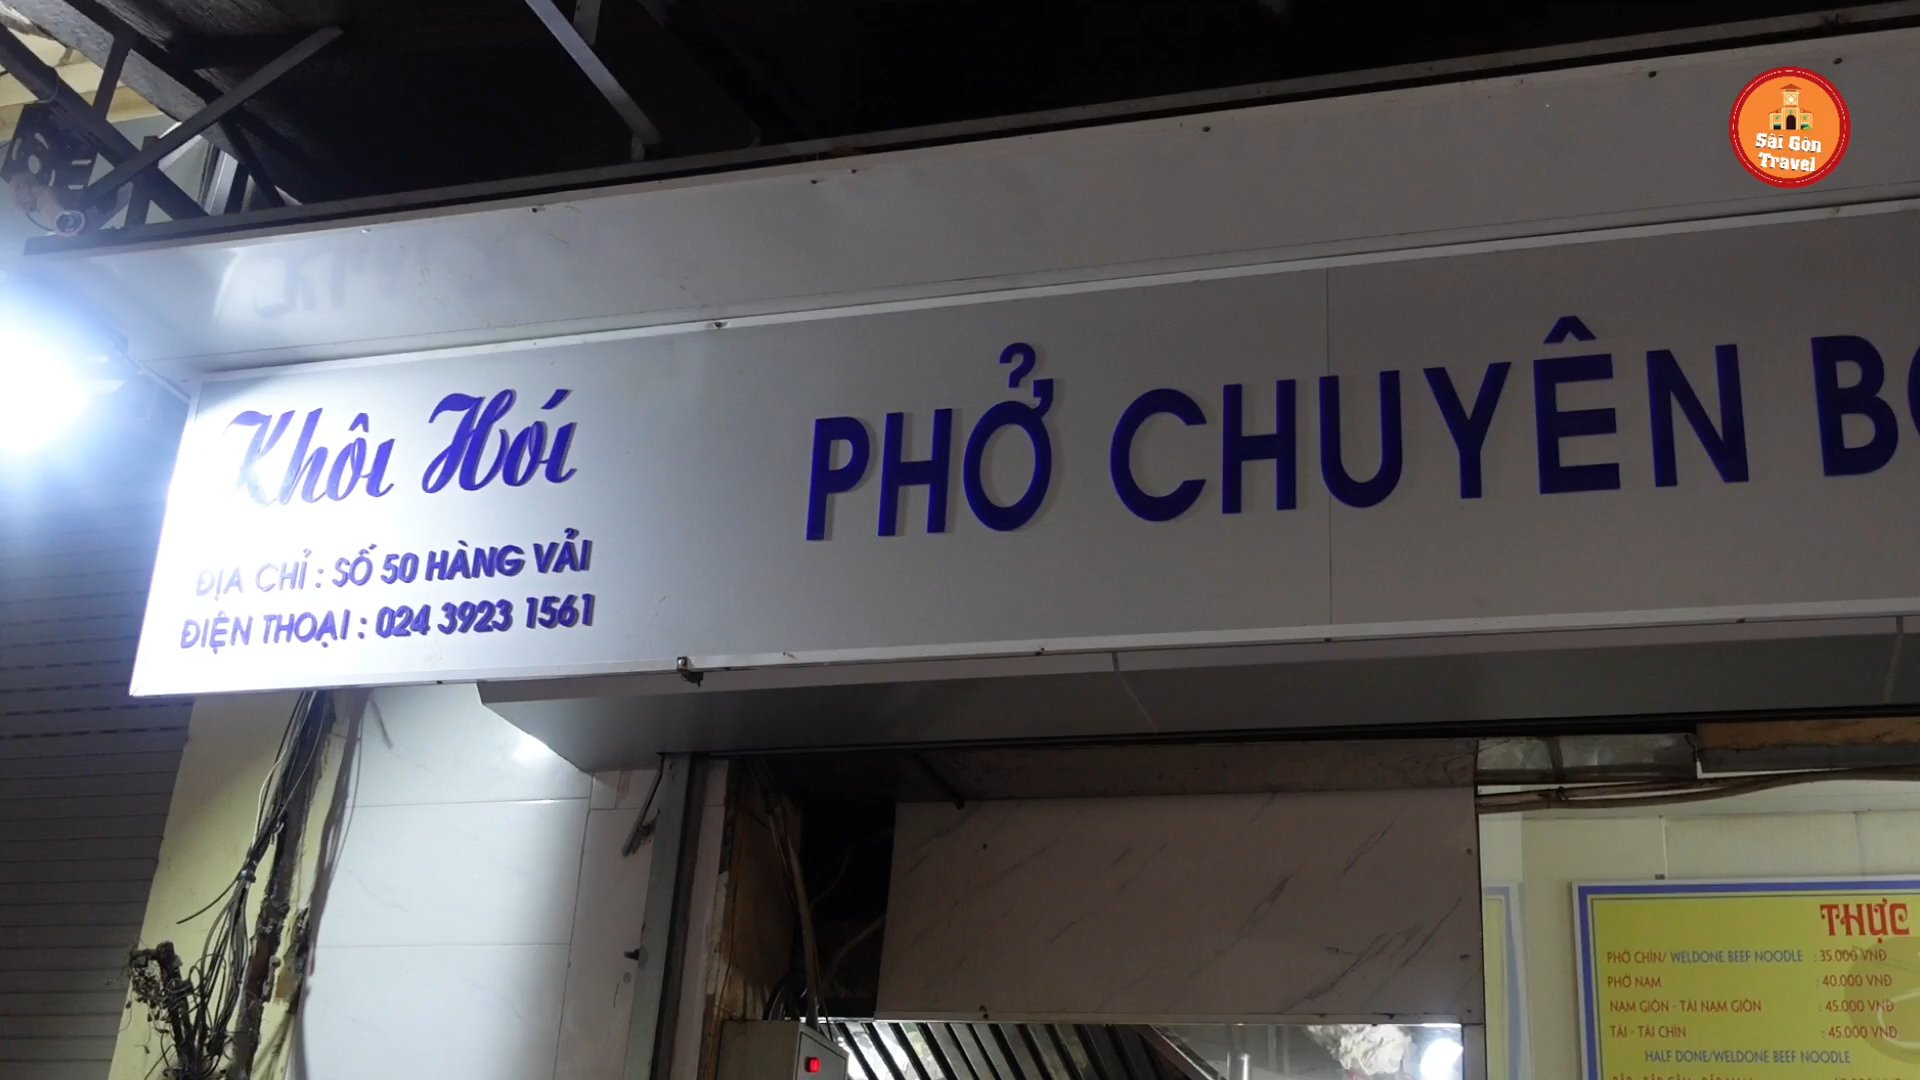 Sài Gòn
Travel
Khôi Hói
PHỞ CHUYÊN
ĐỊA CHỈ : SỐ 50 HÀNG VẢI
ĐIỆN THOẠI : 024 3923 1561
THỰC
PHỞ CHÍN/ WELDONE BEEF NOODLE : 35.000 VNĐ
PHỞ NẠM : 40.000 VNĐ
NẠM GIÒN - TÁI NẠM GIÒN : 45.000 VNĐ
TÁI - TÁI CHÍN : 45.000 VNĐ
HALF DONE/WELDONE BEEF NOODLE